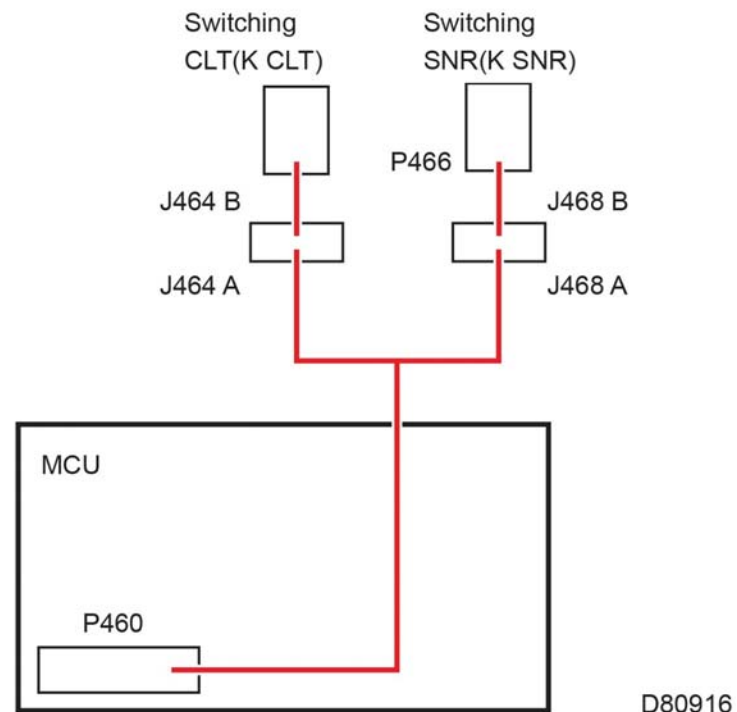 Switching
CLT(K CLT)
Switching
SNR(K SNR)
P466
J464 B
J468 B
J464 A
J468 A
MCU
P460
D80916